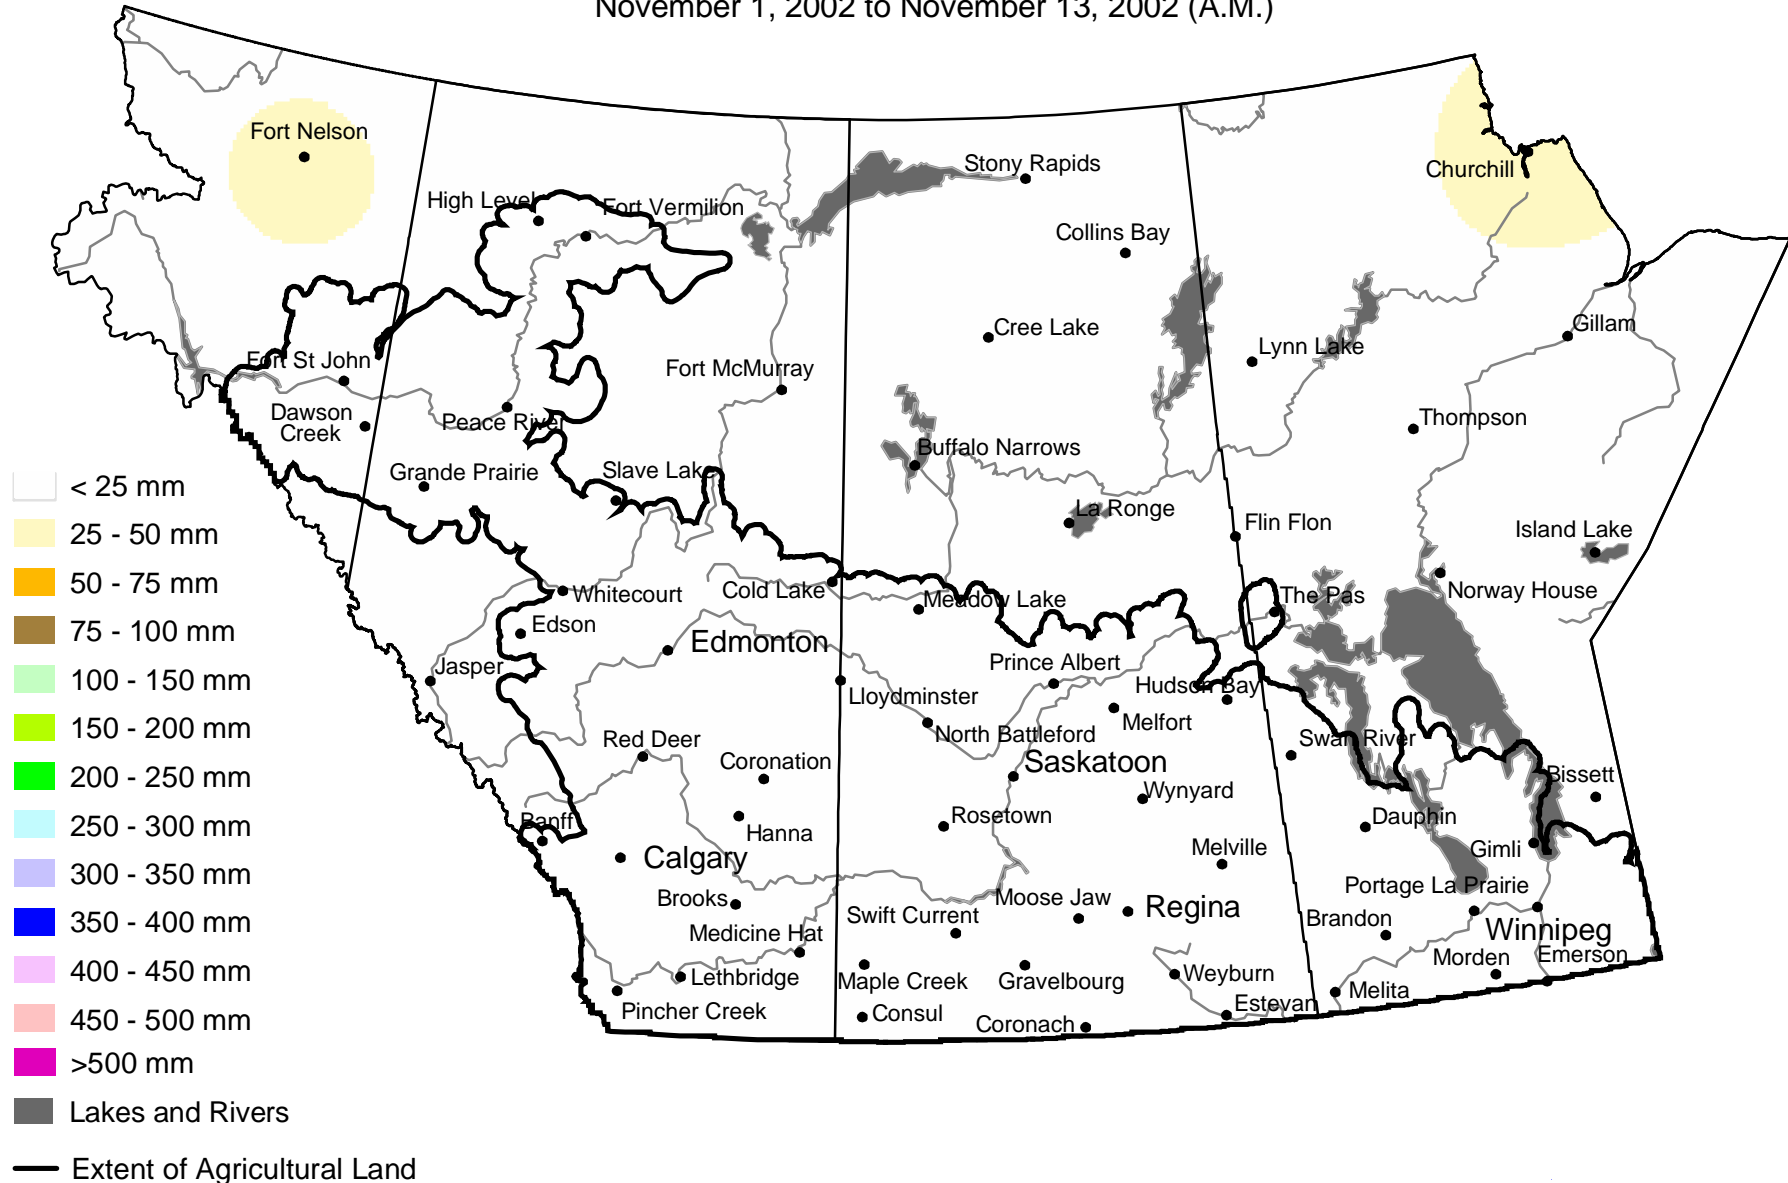 November 1, 2002 to November 13, 2002 (A.M.)
Fort Nelson
Stony Rapids
Churchill
High Level
Fort Vermilion
Collins Bay
Gillam
Cree Lake
Lynn Lake
Fort St John
Fort McMurray
Dawson
Creek
Peace River
Thompson
Buffalo Narrows
Grande Prairie
Slave Lake
La Ronge
Flin Flon
Island Lake
Whitecourt
Cold Lake
Meadow Lake
The Pas
Norway House
Edson
Edmonton
Jasper
Prince Albert
Hudson Bay
Lloydminster
Melfort
North Battleford
Red Deer
Swan River
Coronation
Saskatoon
Bissett
Wynyard
Banff
Hanna
Rosetown
Dauphin
Calgary
Melville
Gimli
Brooks
Moose Jaw
Portage La Prairie
Swift Current
Regina
Brandon
Medicine Hat
Winnipeg
Lethbridge
Maple Creek
Gravelbourg
Weyburn
Morden
Emerson
Pincher Creek
Consul
Coronach
Estevan
Melita
< 25 mm
25 - 50 mm
50 - 75 mm
75 - 100 mm
100 - 150 mm
150 - 200 mm
200 - 250 mm
250 - 300 mm
300 - 350 mm
350 - 400 mm
400 - 450 mm
450 - 500 mm
>500 mm
Lakes and Rivers
Extent of Agricultural Land